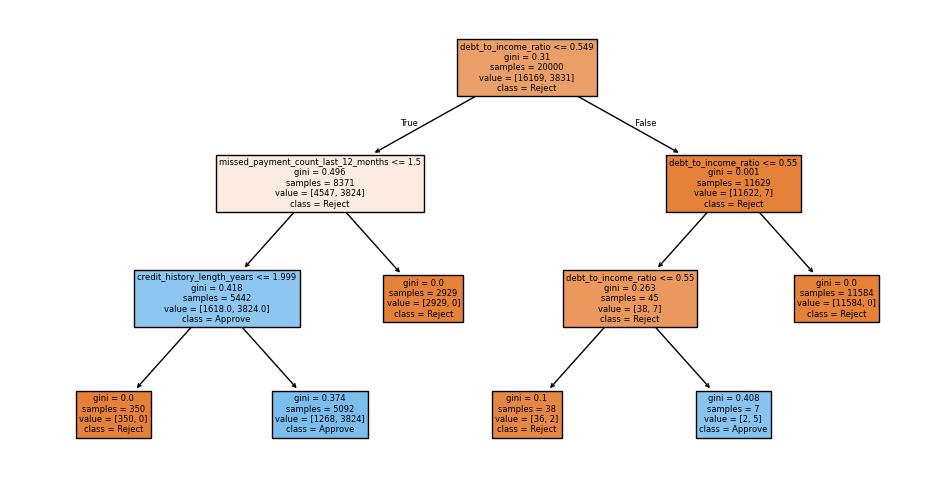 debt_to_income_ratio <= 0.549
gini = 0.31
samples = 20000
value = [16169, 3831]
class = Reject
True
False
missed_payment_count_last_12_months <= 1.5
gini = 0.496
samples = 8371
value = [4547, 3824]
class = Reject
debt_to_income_ratio <= 0.55
gini = 0.001
samples = 11629
value = [11622, 7]
class = Reject
credit_history_length_years <= 1.999
gini = 0.418
samples = 5442
value = [1618.0, 3824.0]
class = Approve
gini = 0.0
samples = 2929
value = [2929, 0]
class = Reject
debt_to_income_ratio <= 0.55
gini = 0.263
samples = 45
value = [38, 7]
class = Reject
gini = 0.0
samples = 11584
value = [11584, 0]
class = Reject
gini = 0.0
samples = 350
value = [350, 0]
class = Reject
gini = 0.374
samples = 5092
value = [1268, 3824]
class = Approve
gini = 0.1
samples = 38
value = [36, 2]
class = Reject
gini = 0.408
samples = 7
value = [2, 5]
class = Approve